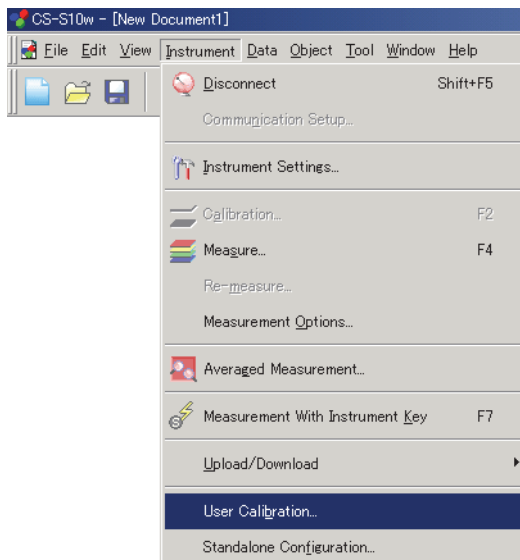 CS-S10w - [New Document1]
File Edit View Instrument Data Object Tool Window Help
Disconnect Shift+F5
Communication Setup...
Instrument Settings...
Calibration... F2
Measure... F4
Re-measure...
Measurement Options...
Averaged Measurement...
Measurement With Instrument Key F7
Upload/Download
User Calibration...
Standalone Configuration...